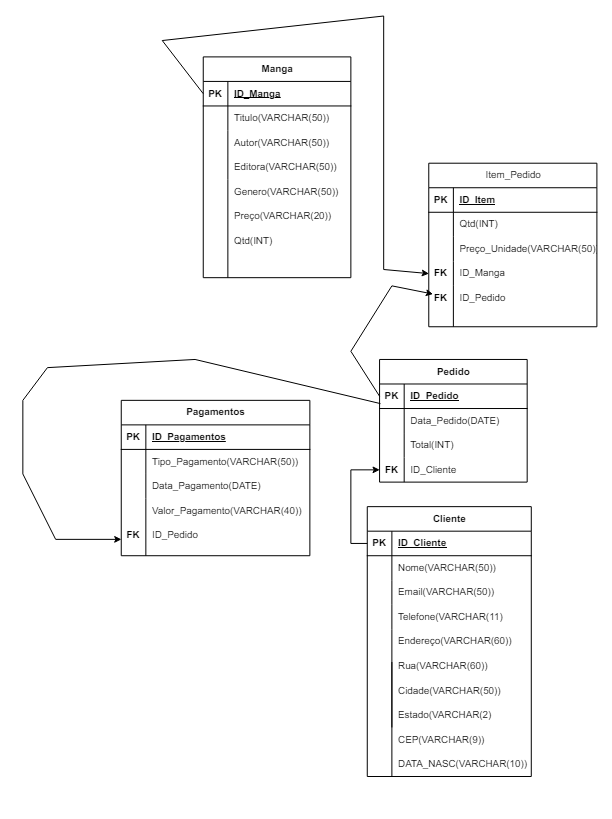 Manga
PK ID_Manga
Titulo(VARCHAR(50))
Autor(VARCHAR(50))
Editora(VARCHAR(50))
Genero(VARCHAR(50))
Preço(VARCHAR(20))
Qtd(INT)
Item_Pedido
PK ID_Item
Qtd(INT)
Preço_Unidade(VARCHAR(50)
FK ID_Manga
FK ID_Pedido
Pedido
PK ID_Pedido
Data_Pedido(DATE)
Total(INT)
FK ID_Cliente
Pagamentos
PK ID_Pagamentos
Tipo_Pagamento(VARCHAR(50))
Data_Pagamento(DATE)
Valor_Pagamento(VARCHAR(40))
FK ID_Pedido
Cliente
PK ID_Cliente
Nome(VARCHAR(50))
Email(VARCHAR(50))
Telefone(VARCHAR(11)
Endereço(VARCHAR(60))
Rua(VARCHAR(60))
Cidade(VARCHAR(50))
Estado(VARCHAR(2)
CEP(VARCHAR(9))
DATA_NASC(VARCHAR(10))